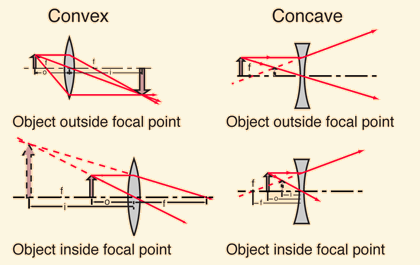 Convex
Concave
f
f
o
i
Object outside focal point
f
Object outside focal point
f
i
o
f
Object inside focal point
f
i
o
Object inside focal point